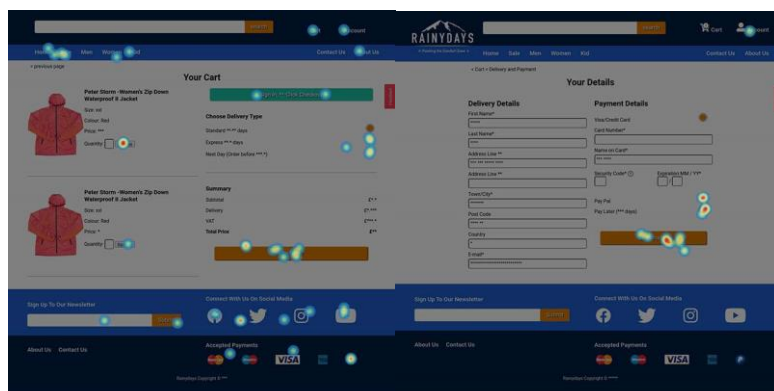 Search
Men Women
Contact Us
< previous page
Your Cart
Peter Storm -Women's Zip Down
Waterproof II Jacket
Size: xxl
Colour: Red
Price: ***
Quantity
Choose Delivery Type
Standard **-** days
Express **-* days
Next Day (Order before ***.*)
Peter Storm -Women's Zip Down
Waterproof II Jacket
Size: xxl
Colour: Red
Price: *
Quantity
Summary
Subtotal £*.*
Delivery £*.***
VAT £***.*
Total Price £**
Sign Up To Our Newsletter
Connect With Us On Social Media
About Us Contact Us
Accepted Payments
VISA
Rainydays Copyright © ***
RAINYDAYS
Search
Cart
Home Sale Men Women Kid
Contact Us About Us
< Cart > Delivery and Payment
Your Details
Delivery Details
First Name*
*****
Last Name*
****
Address Line **
*** *** ***** ****
Address Line **
Town/City*
*******
Post Code
**** **
Country
*
E-mail*
Payment Details
Visa/Credit Card
Card Number*
Name on Card*
*** ****
Security Code*
Expiration MM / YY*
/
Pay Pal
Pay Later (*** days)
Sign Up To Our Newsletter
Submit
Connect With Us On Social Media
About Us Contact Us
Accepted Payments
VISA
Rainydays Copyright © *****